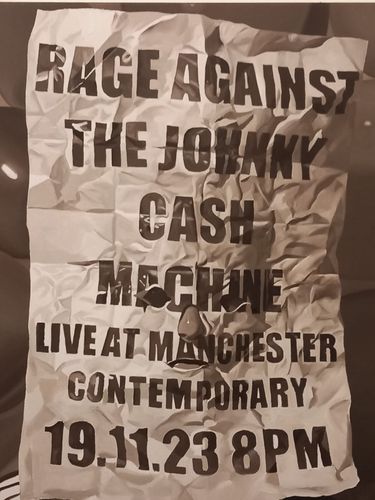 RAGE AGAINST
THE JOHNNY
CASH
MACHINE
LIVE AT MANCHESTER
CONTEMPORARY
19.11.23 8PM